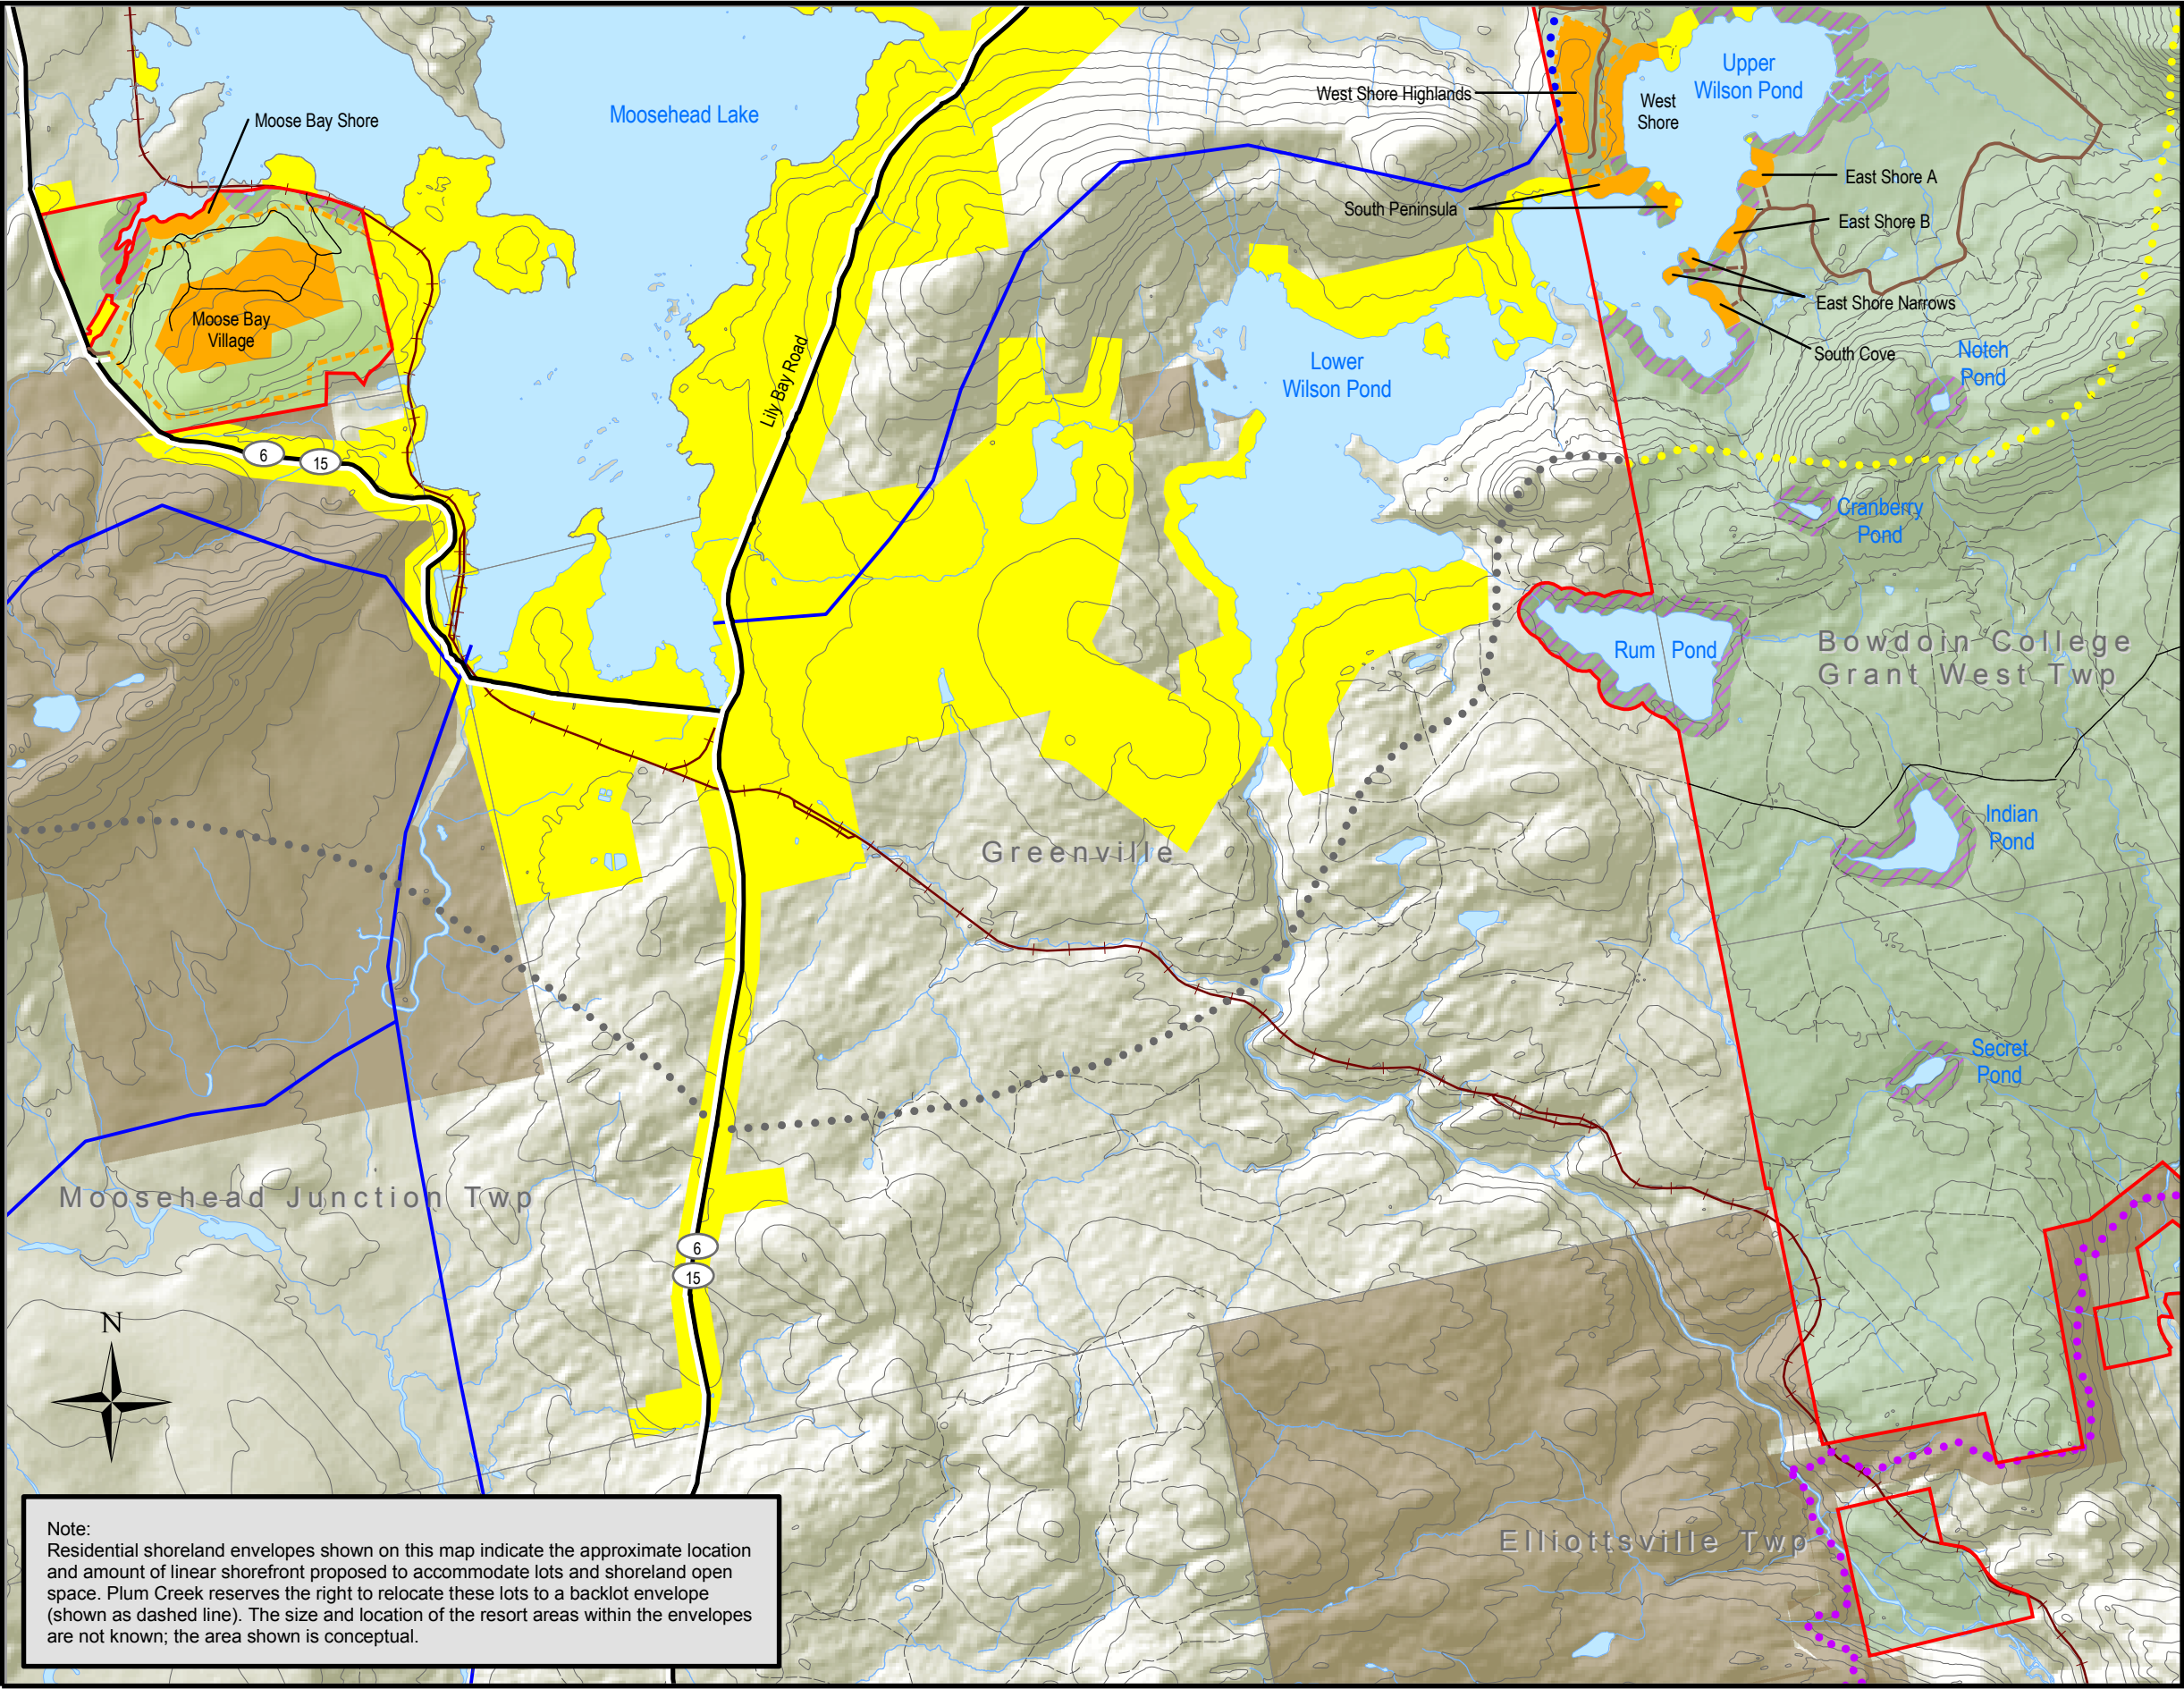 Moosehead Lake
Moose Bay Shore
West Shore Highlands
West
Shore
Upper
Wilson Pond
East Shore A
South Peninsula
East Shore B
East Shore Narrows
South Cove
Notch
Pond
Moose Bay
Village
Lily Bay Road
Lower
Wilson Pond
6
15
Cranberry
Pond
Rum Pond
Bowdoin College
Grant West Twp
Indian
Pond
Greenville
Secret
Pond
Moosehead Junction Twp
6
15
N
Elliottsville Twp
Note:
Residential shoreland envelopes shown on this map indicate the approximate location
and amount of linear shorefront proposed to accommodate lots and shoreland open
space. Plum Creek reserves the right to relocate these lots to a backlot envelope
(shown as dashed line). The size and location of the resort areas within the envelopes
are not known; the area shown is conceptual.